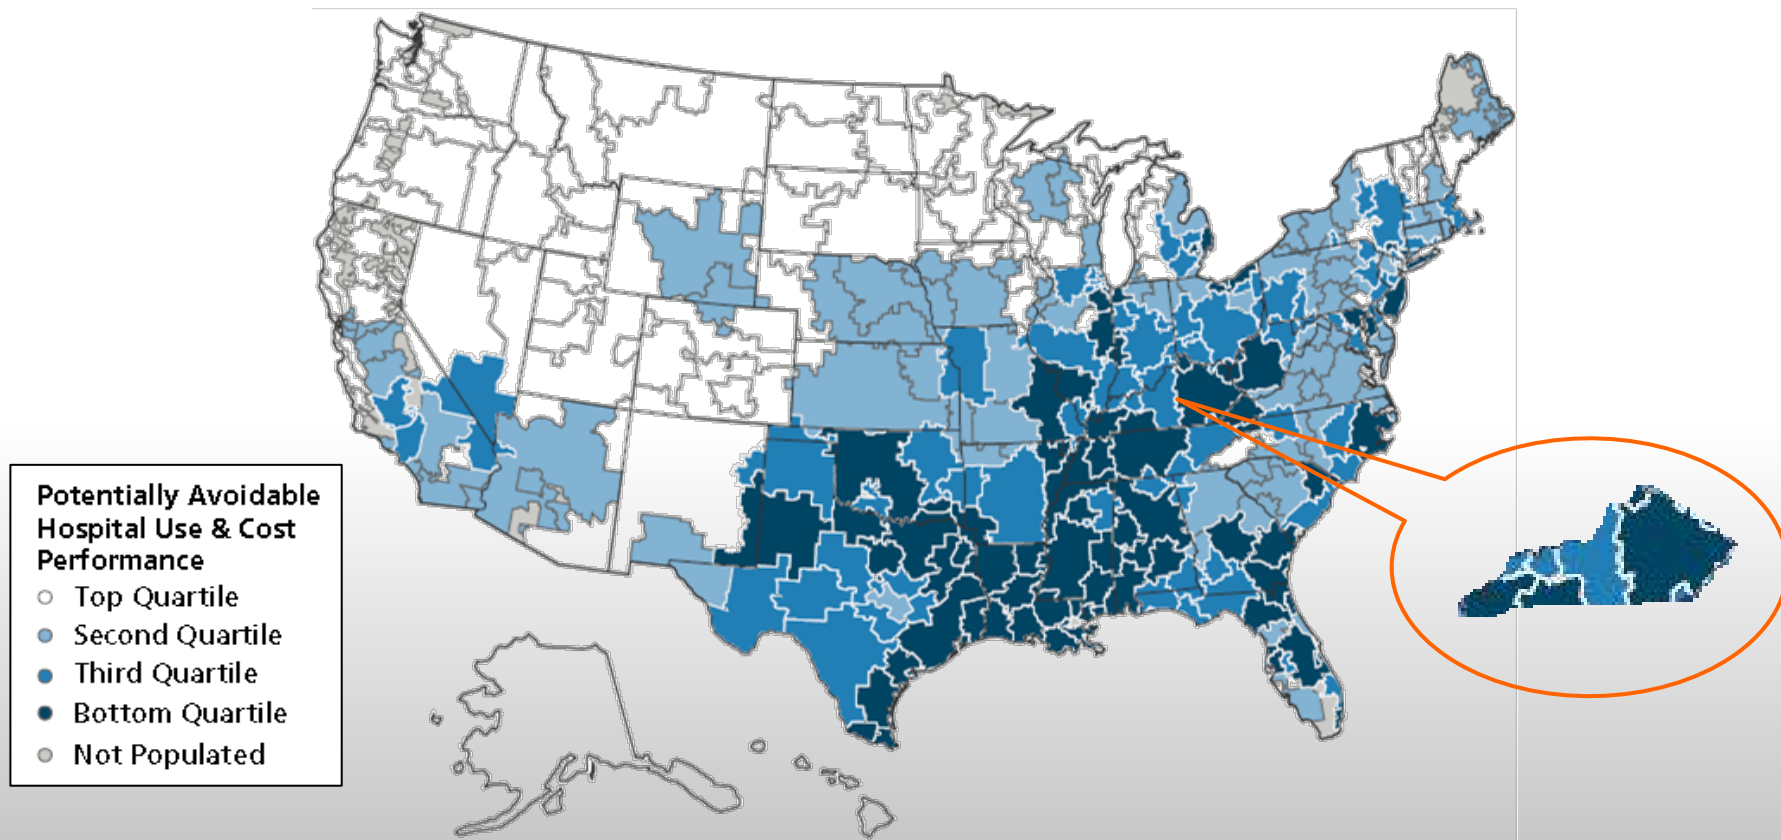 Potentially Avoidable
Hospital Use & Cost
Performance
Top Quartile
Second Quartile
Third Quartile
Bottom Quartile
Not Populated